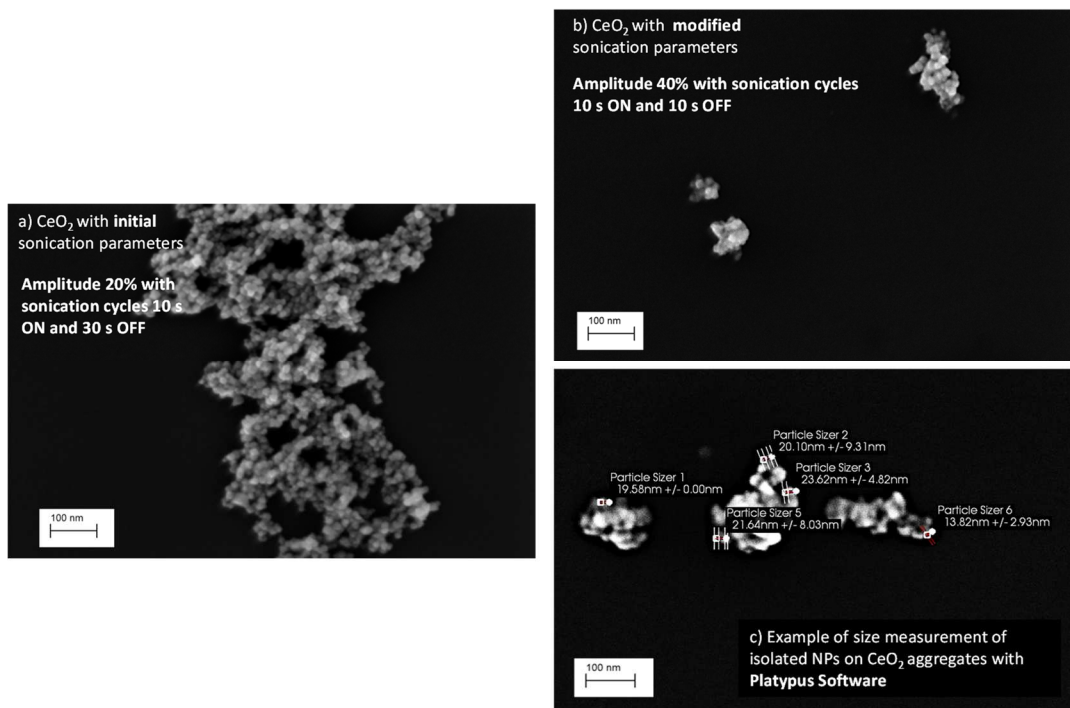 a) CeO₂ with initial
sonication parameters
Amplitude 20% with
sonication cycles 10 s
ON and 30 s OFF
100 nm
b) CeO₂ with modified
sonication parameters
Amplitude 40% with sonication cycles
10 s ON and 10 s OFF
100 nm
Particle Sizer 2
20.10nm +/- 9.31nm
Particle Sizer 1
19.58nm +/- 0.00nm
Particle Sizer 3
23.62nm +/- 4.82nm
Particle Sizer 5
21.64nm +/- 8.03nm
Particle Sizer 6
13.82nm +/- 2.93nm
100 nm
c) Example of size measurement of
isolated NPs on CeO₂ aggregates with
Platypus Software